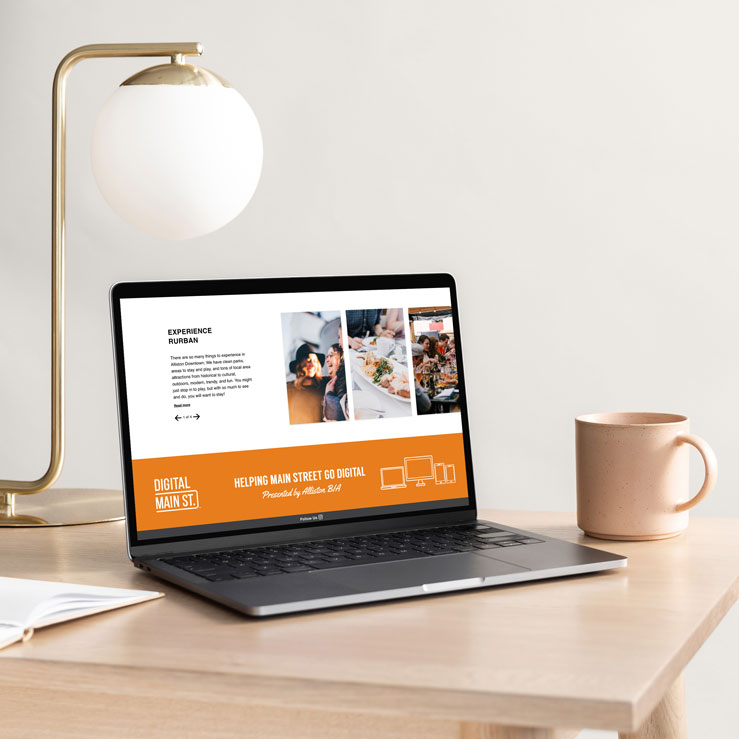 EXPERIENCE
RURBAN
There are so many things to experience in
Alliston Downtown; We have clean parks,
areas to stay and play, and tons of local area
attractions from historical to cultural,
outdoors, modern, trendy, and fun. You might
just stop in to play, but with so much to see
and do, you will want to stay!
Read more
1 of 4
DIGITAL
MAIN ST.
HELPING MAIN STREET GO DIGITAL
Presented by Alliston BIA
Follow Us